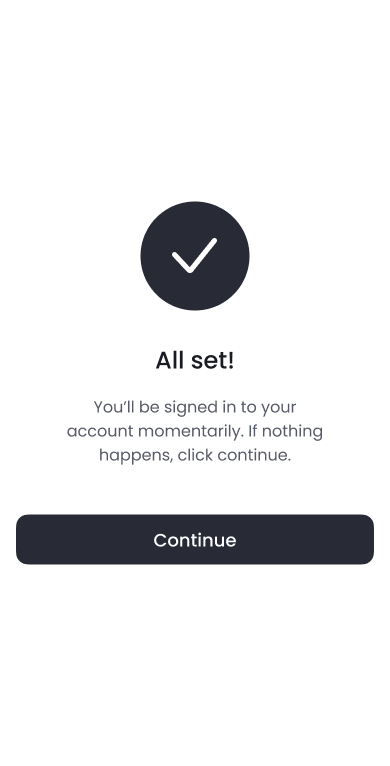 All set!
You’ll be signed in to your
account momentarily. If nothing
happens, click continue.
Continue